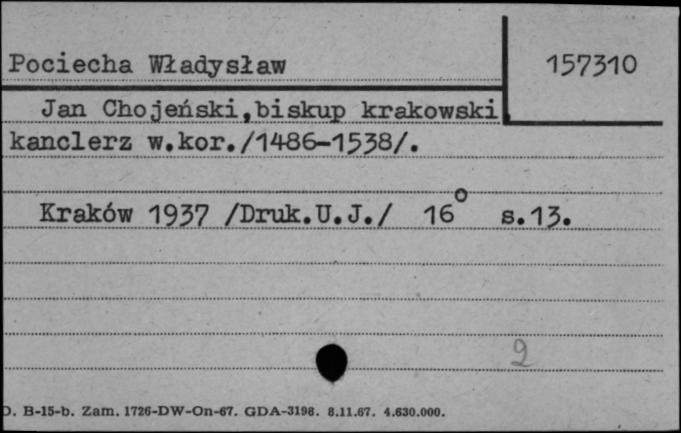 Pociecha Władysław
157310
Jan Chojeński,biskup krakowski,
kanclerz w.kor./1486-1538/.
Kraków 1937 /Druk.U.J./ 16° s.13.
2
D. B-15-b. Zam. 1726-DW-On-67. GDA-3198. 8.11.67. 4.630.000.